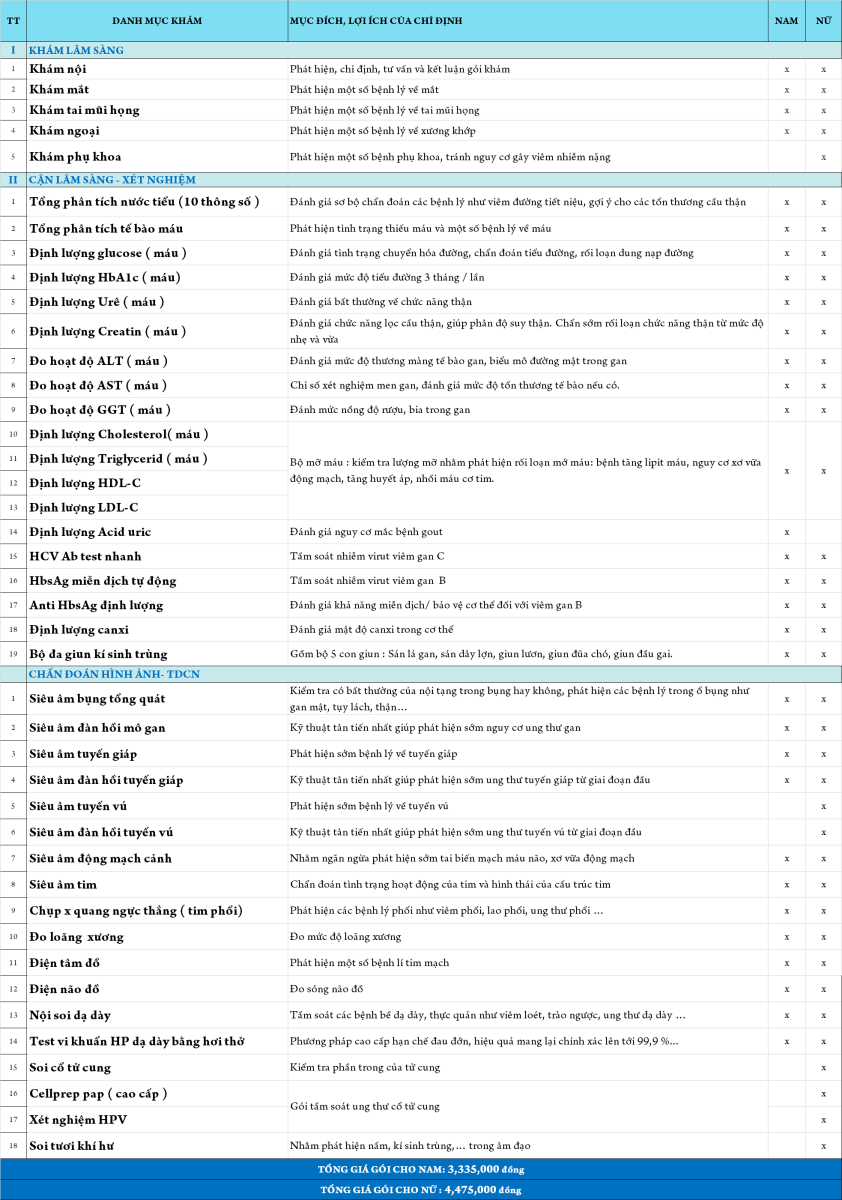 TT DANH MỤC KHÁM MỤC ĐÍCH, LỢI ÍCH CỦA CHỈ ĐỊNH NAM NỮ
I KHÁM LÂM SÀNG
1 Khám nội Phát hiện, chỉ định, tư vấn và kết luận gói khám x x
2 Khám mắt Phát hiện một số bệnh lý về mắt x x
3 Khám tai mũi họng Phát hiện một số bệnh lý về tai mũi họng x x
4 Khám ngoại Phát hiện một số bệnh lý về xương khớp x x
5 Khám phụ khoa Phát hiện một số bệnh phụ khoa, tránh nguy cơ gây viêm nhiễm nặng x
II CẬN LÂM SÀNG - XÉT NGHIỆM
1 Tổng phân tích nước tiểu (10 thông số ) Đánh giá sơ bộ chẩn đoán các bệnh lý như viêm đường tiết niệu, gợi ý cho các tổn thương cầu thận x x
2 Tổng phân tích tế bào máu Phát hiện tình trạng thiếu máu và một số bệnh lý về máu x x
3 Định lượng glucose ( máu ) Đánh giá tình trạng chuyển hóa đường, chẩn đoán tiểu đường, rối loạn dung nạp đường x x
4 Định lượng HbA1c ( máu) Đánh giá mức độ tiểu đường 3 tháng / lần x x
5 Định lượng Urê ( máu ) Đánh giá bất thường về chức năng thận x x
6 Định lượng Creatin ( máu ) Đánh giá chức năng lọc cầu thận, giúp phân độ suy thận. Chẩn sớm rối loạn chức năng thận từ mức độ x x
nhẹ và vừa
7 Đo hoạt độ ALT ( máu ) Đánh giá mức độ thương màng tế bào gan, biểu mô đường mật trong gan x x
8 Đo hoạt độ AST ( máu ) Chỉ số xét nghiệm men gan, đánh giá mức độ tổn thương tế bào nếu có. x x
9 Đo hoạt độ GGT ( máu ) Đánh mức nồng độ rượu, bia trong gan x x
10 Định lượng Cholesterol( máu )
11 Định lượng Triglycerid ( máu ) Bộ mỡ máu : kiểm tra lượng mỡ nhằm phát hiện rối loạn mớ máu: bệnh tăng lipit máu, nguy cơ xơ vữa x x
12 Định lượng HDL-C động mạch, tăng huyết áp, nhồi máu cơ tim.
13 Định lượng LDL-C
14 Định lượng Acid uric Đánh giá nguy cơ mắc bệnh gout x
15 HCV Ab test nhanh Tầm soát nhiễm virut viêm gan C x x
16 HbsAg miễn dịch tự động Tầm soát nhiễm virut viêm gan B x x
17 Anti HbsAg định lượng Đánh giá khả năng miễn dịch/ bảo vệ cơ thể đối với viêm gan B x x
18 Định lượng canxi Đánh giá mật độ canxi trong cơ thể x x
19 Bộ đa giun kí sinh trùng Gồm bộ 5 con giun : Sán lá gan, sán dây lợn, giun lươn, giun đũa chó, giun đầu gai. x x
CHẨN ĐOÁN HÌNH ẢNH- TDCN
1 Siêu âm bụng tổng quát Kiểm tra có bất thường của nội tạng trong bụng hay không, phát hiện các bệnh lý trong ổ bụng như x x
gan mật, tụy lách, thận…
2 Siêu âm đàn hồi mô gan Kỹ thuật tân tiến nhất giúp phát hiện sớm nguy cơ ung thư gan x x
3 Siêu âm tuyến giáp Phát hiện sớm bệnh lý về tuyến giáp x x
4 Siêu âm đàn hồi tuyến giáp Kỹ thuật tân tiến nhất giúp phát hiện sớm ung thư tuyến giáp từ giai đoạn đầu x x
5 Siêu âm tuyến vú Phát hiện sớm bệnh lý về tuyến vú x
6 Siêu âm đàn hồi tuyến vú Kỹ thuật tân tiến nhất giúp phát hiện sớm ung thư tuyến vú từ giai đoạn đầu x
7 Siêu âm động mạch cảnh Nhằm ngăn ngừa phát hiện sớm tai biến mạch máu não, xơ vữa động mạch x x
8 Siêu âm tim Chẩn đoán tình trạng hoạt động của tim và hình thái của cấu trúc tim x x
9 Chụp x quang ngực thẳng ( tim phổi) Phát hiện các bệnh lý phổi như viêm phổi, lao phổi, ung thư phổi … x x
10 Đo loãng xương Đo mức độ loãng xương x x
11 Điện tâm đồ Phát hiện một số bệnh lí tim mạch x x
12 Điện não đồ Đo sóng não đồ x x
13 Nội soi dạ dày Tầm soát các bệnh bề dạ dày, thực quản như viêm loét, trào ngược, ung thư dạ dày … x x
14 Test vi khuẩn HP dạ dày bằng hơi thở Phương pháp cao cấp hạn chế đau đớn, hiệu quả mang lại chính xác lên tới 99,9 %... x x
15 Soi cổ tử cung Kiểm tra phần trong của tử cung x
16 Cellprep pap ( cao cấp ) x
Gói tầm soát ung thư cổ tử cung
17 Xét nghiệm HPV x
18 Soi tươi khí hư Nhằm phát hiện nấm, kí sinh trùng,… trong âm đạo x
TỔNG GIÁ GÓI CHO NAM: 3,335,000 đồng
TỔNG GIÁ GÓI CHO NỮ : 4,475,000 đồng